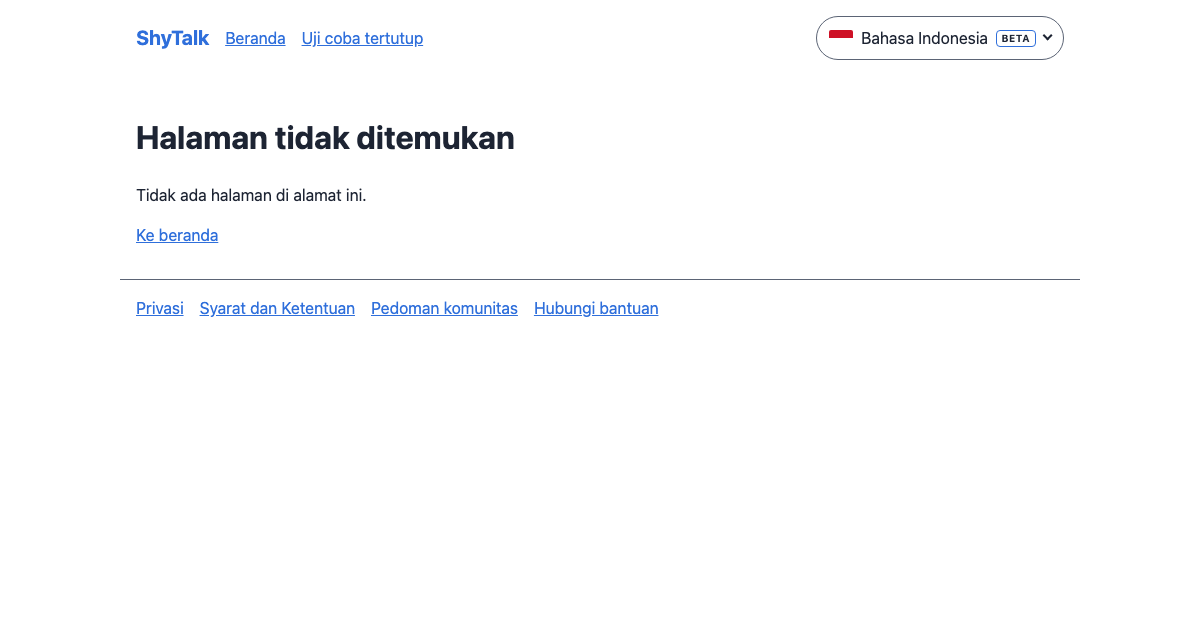 ShyTalk Beranda Uji coba tertutup Bahasa Indonesia BETA
Halaman tidak ditemukan
Tidak ada halaman di alamat ini.
Ke beranda
Privasi Syarat dan Ketentuan Pedoman komunitas Hubungi bantuan